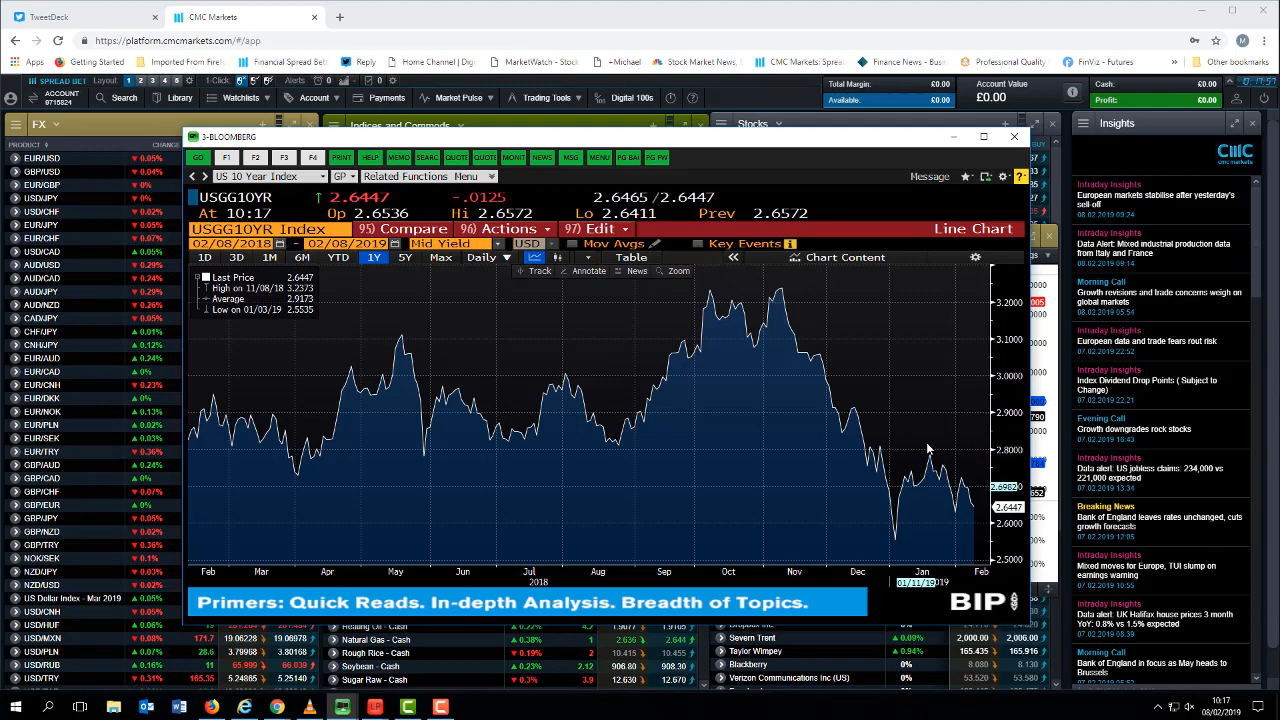 TweetDeck
CMC Markets
https://platform.cmcmarkets.com/#/app
Apps Getting Started Imported From Firefo Financial Spread Bet Reply Home Channel | Digi MarketWatch - Stock +Michael Stock Market News, CMC Markets: Spread Finance News - Busin Professional Quality FinViz - Futures » Other bookmarks
SPREAD BET Layout: 1 2 3 4 5 1-Click: Alerts 0 0
Total Margin: £0.00
Available: £0.00
Account Value
£0.00
Cash: £0.00
Profit: £0.00
ACCOUNT
9715824
Search Library Watchlists Account Payments Market Pulse Trading Tools Digital 100s
FX
Indices and Commods
Stocks
Insights
PRODUCT CHANGE
EUR/USD 0.05%
GBP/USD 0.04%
EUR/GBP 0%
USD/JPY 0%
USD/CHF 0.02%
EUR/JPY 0.06%
EUR/CHF 0.07%
USD/CAD 0.05%
AUD/USD 0.29%
EUR/AUD 0.26%
AUD/JPY 0.31%
AUD/CAD 0.26%
AUD/NZD 0.26%
CAD/JPY 0.05%
CHF/JPY 0.01%
CNH/JPY 0.12%
EUR/AUD 0.24%
EUR/CAD 0%
EUR/CNH 0.23%
EUR/DKK 0%
EUR/NOK 0.13%
EUR/PLN 0.02%
EUR/SEK 0.03%
EUR/TRY 0.36%
GBP/AUD 0.24%
GBP/CAD 0%
GBP/CHF 0.07%
GBP/EUR 0%
GBP/JPY 0.05%
GBP/NZD 0.02%
GBP/TRY 0.36%
NOK/SEK 0.1%
NZD/JPY 0.03%
NZD/USD 0%
US Dollar Index - Mar 2019 0.05%
USD/CNH 0.13%
USD/HUF 0.02%
USD/MXN 0.08% 171.7 19.06228 19.06978
USD/PLN 0.07% 28.6 3.79882 3.80168
USD/RUB 0.16% 11 65.999 66.039
USD/TRY 0.31% 165.35 5.24865 5.26519
3-BLOOMBERG
GO F1 F2 F3 F4 PRINT HELP MEMO SEARC QUOTE QUOTE MONIT NEWS MSG MENU PG BA PG FW
US 10 Year Index GP Related Functions Menu Message
USGG10YR 2.6447 -.0125 2.6465 /2.6447
At 10:17 Op 2.6536 Hi 2.6572 Lo 2.6411 Prev 2.6572
USGG10YR Index 95) Compare 96) Actions 97) Edit Line Chart
02/08/2018 - 02/08/2019 Mid Yield USD Mov Avgs Key Events
1D 3D 1M 6M YTD 1Y 5Y Max Daily ▼ Table « Chart Content
Track Annotate News Zoom
Last Price 2.6447
High on 11/08/18 3.2373
Average 2.9173
Low on 01/03/19 2.5535
3.2000
3.1000
3.0000
2.9000
2.8000
2.6982
2.6447
2.6000
2.5000
Feb Mar Apr May Jun Jul Aug Sep Oct Nov Dec Jan Feb
2018 01/11/19
Primers: Quick Reads. In-depth Analysis. Breadth of Topics.
BIP
Natural Gas - Cash 0.38% 1 2.636 2.644
Rough Rice - Cash 0.19% 2 10.415 10.455
Soybean - Cash 0.23% 2.12 906.80 908.30
Sugar Raw - Cash 0.3% 3.9 12.630 12.670
Severn Trent 0.09% 2,000.00 2,006.00
Taylor Wimpey 0.94% 165.435 165.916
Blackberry 0% 8.080 8.130
Verizon Communications Inc (US) 0% 53.520 53.580
cmc markets
Intraday Insights
European markets stabilise after yesterday's
sell-off
08.02.2019 09:24
Data Alert: Mixed industrial production data
from Italy and France
08.02.2019 09:14
Morning Call
Growth revisions and trade concerns weigh on
global markets
08.02.2019 05.54
Intraday Insights
European data and trade fears rout risk
07.02.2019 22:52
Intraday Insights
Index Dividend Drop Points ( Subject to
Change)
07.02.2019 22.21
Evening Call
Growth downgrades rock stocks
07.02.2019 16:43
Intraday Insights
Data alert: US jobless claims: 234,000 vs
221,000 expected
07.02.2019 13.34
Breaking News
Bank of England leaves rates unchanged, cuts
growth forecasts
07.02.2019 12:05
Intraday Insights
Mixed moves for Europe, TUI slump on
earnings warning
07.02.2019 11:18
Intraday Insights
Data Alert: UK Halifax house prices 3 month
YoY: 0.8% vs 1.5% expected
07.02.2019 08:37
Morning Call
Bank of England in focus as May heads to
Brussels
10:17
08/02/2019